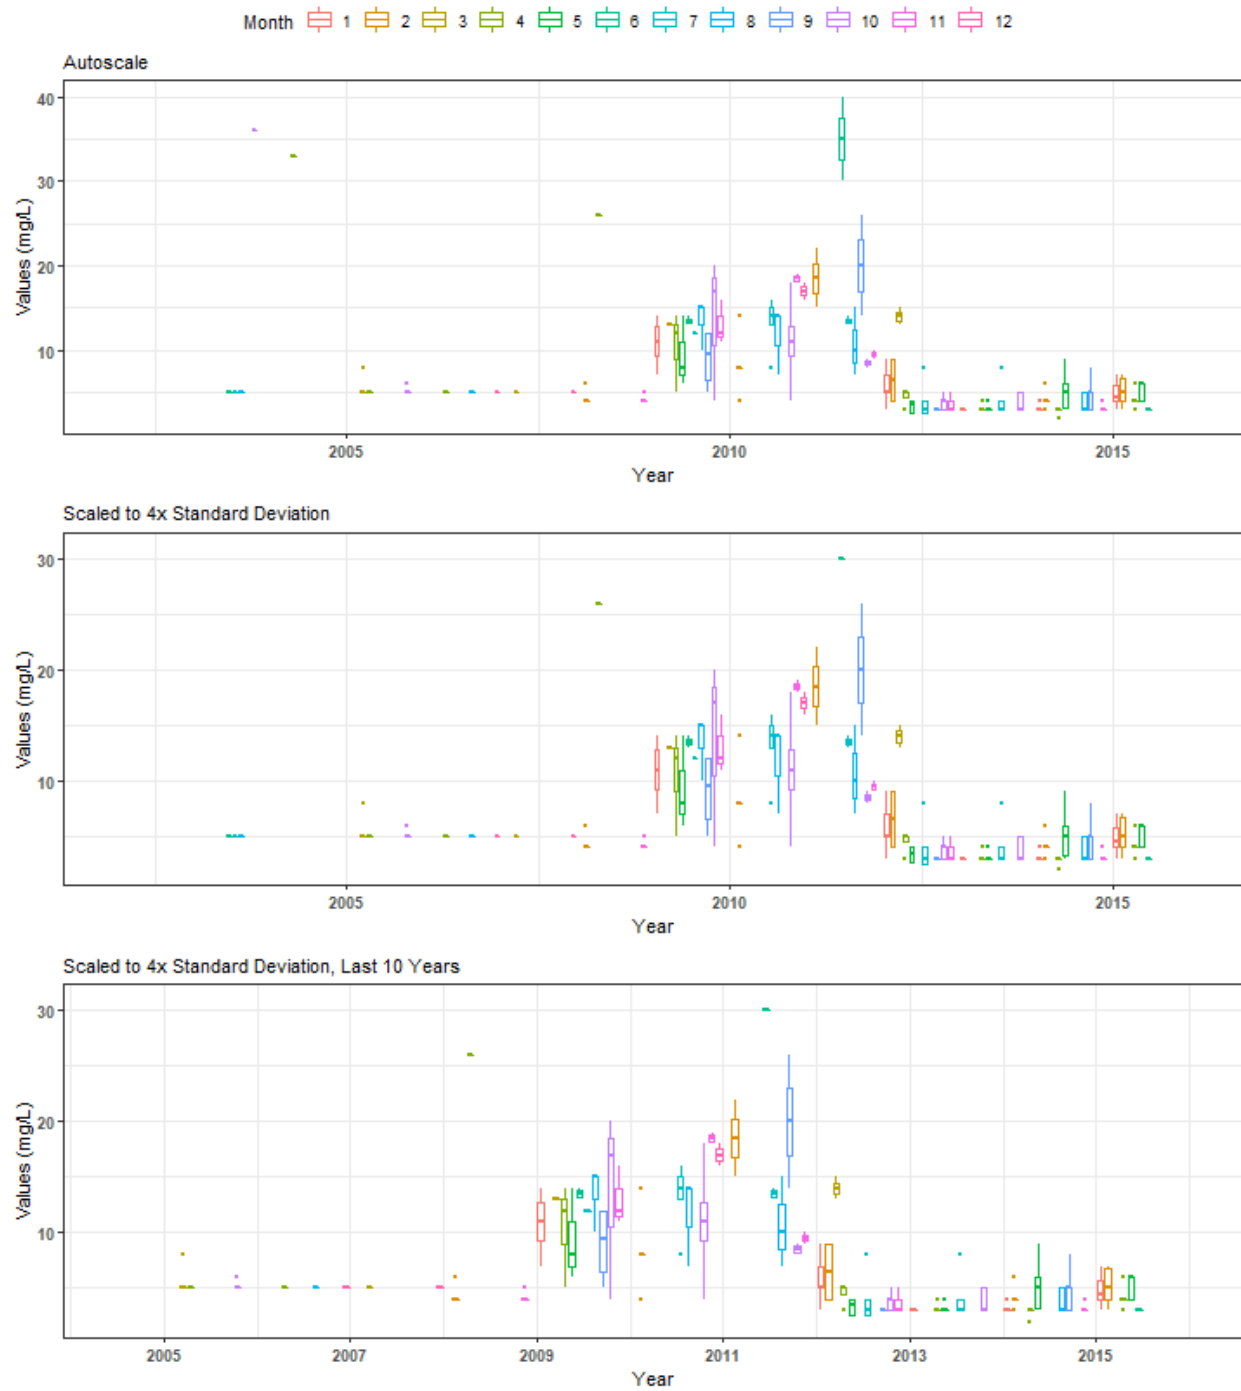 Month 1 2 3 4 5 6 7 8 9 10 11 12
Autoscale
Values (mg/L)
40
30
20
10
2005 2010 2015
Year
Scaled to 4x Standard Deviation
Values (mg/L)
30
20
10
2005 2010 2015
Year
Scaled to 4x Standard Deviation, Last 10 Years
Values (mg/L)
30
20
10
2005 2007 2009 2011 2013 2015
Year